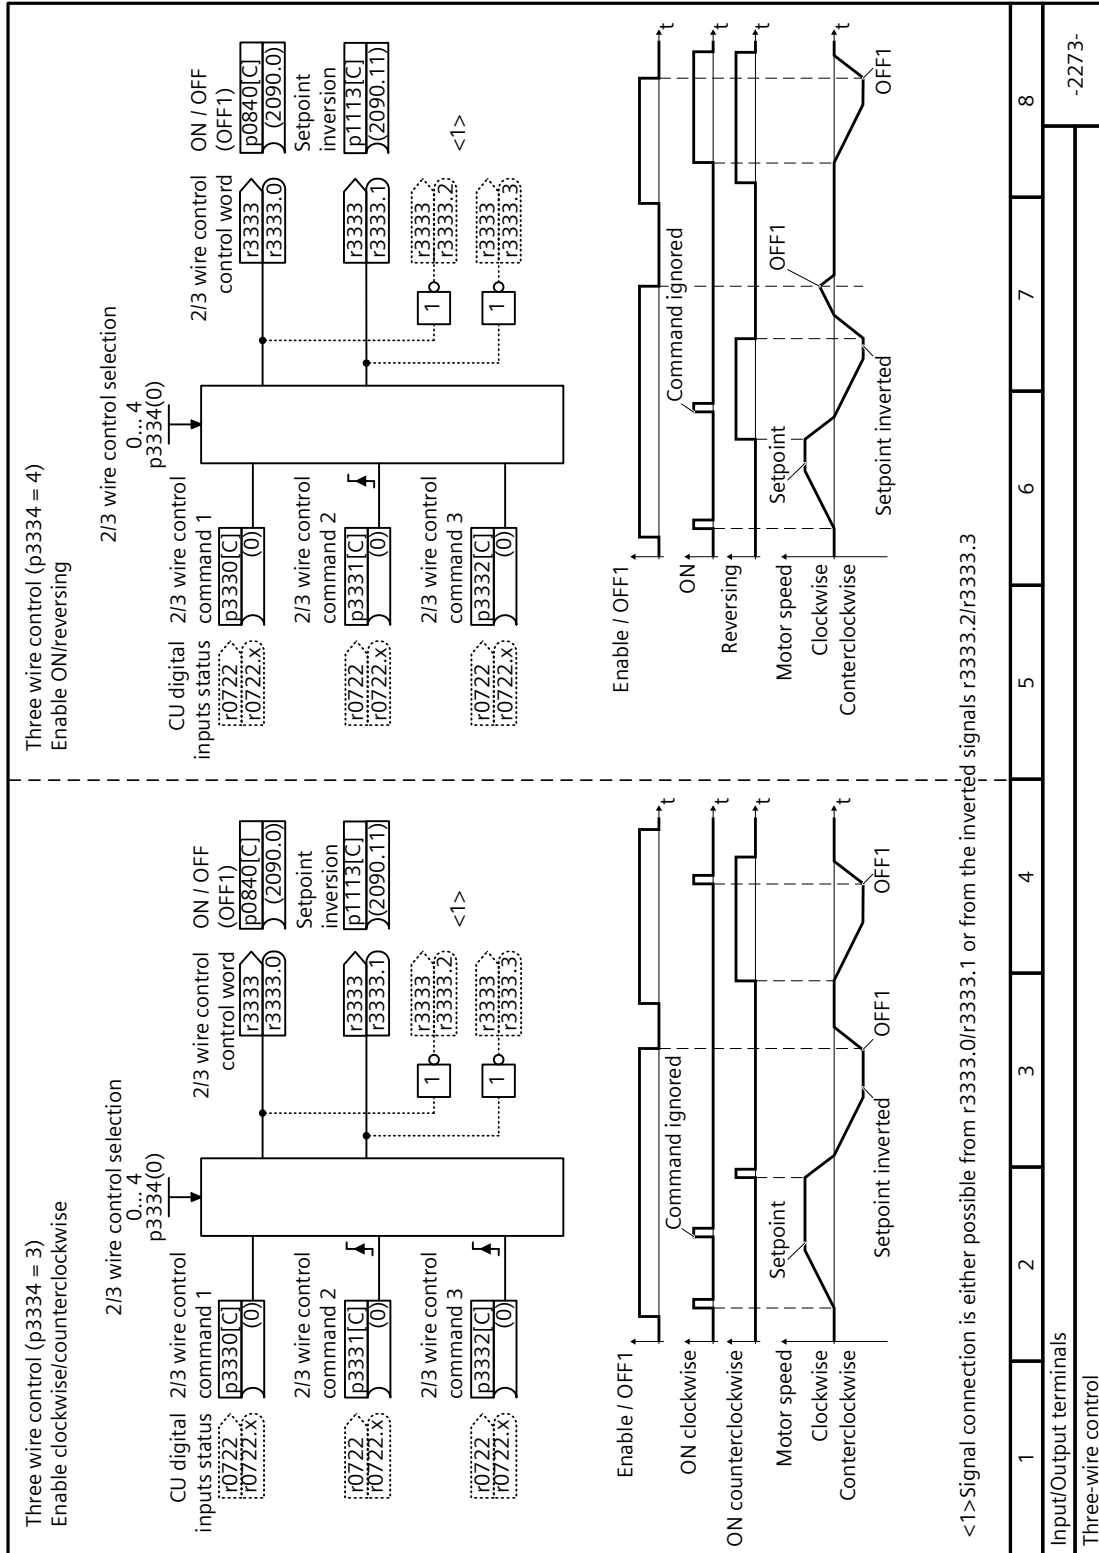 Three wire control (p3334 = 3)
Enable clockwise/counterclockwise
2/3 wire control selection
0... 4
p3334(0)
CU digital
inputs status
r0722
r0722.x
2/3 wire control
command 1
p3330[C]
(0)
r0722
r0722.x
2/3 wire control
command 2
p3331[C]
(0)
r0722
r0722.x
2/3 wire control
command 3
p3332[C]
(0)
2/3 wire control
control word
r3333
r3333.0
ON / OFF
(OFF1)
p0840[C]
(2090.0)
r3333
r3333.1
Setpoint
inversion
p1113[C]
(2090.11)
1
r3333
r3333.2
1
r3333
r3333.3
<1>
Enable / OFF1
t
ON clockwise
Command ignored
t
ON counterclockwise
t
Motor speed
Clockwise
Conterclockwise
Setpoint
Setpoint inverted
OFF1
OFF1
t
Three wire control (p3334 = 4)
Enable ON/reversing
2/3 wire control selection
0... 4
p3334(0)
CU digital
inputs status
r0722
r0722.x
2/3 wire control
command 1
p3330[C]
(0)
r0722
r0722.x
2/3 wire control
command 2
p3331[C]
(0)
r0722
r0722.x
2/3 wire control
command 3
p3332[C]
(0)
2/3 wire control
control word
r3333
r3333.0
ON / OFF
(OFF1)
p0840[C]
(2090.0)
r3333
r3333.1
Setpoint
inversion
p1113[C]
(2090.11)
1
r3333
r3333.2
1
r3333
r3333.3
<1>
Enable / OFF1
t
ON
Command ignored
t
Reversing
t
Motor speed
Clockwise
Conterclockwise
Setpoint
Setpoint inverted
OFF1
OFF1
t
<1>Signal connection is either possible from r3333.0/r3333.1 or from the inverted signals r3333.2/r3333.3
1 2 3 4 5 6 7 8
Input/Output terminals
-2273-
Three-wire control